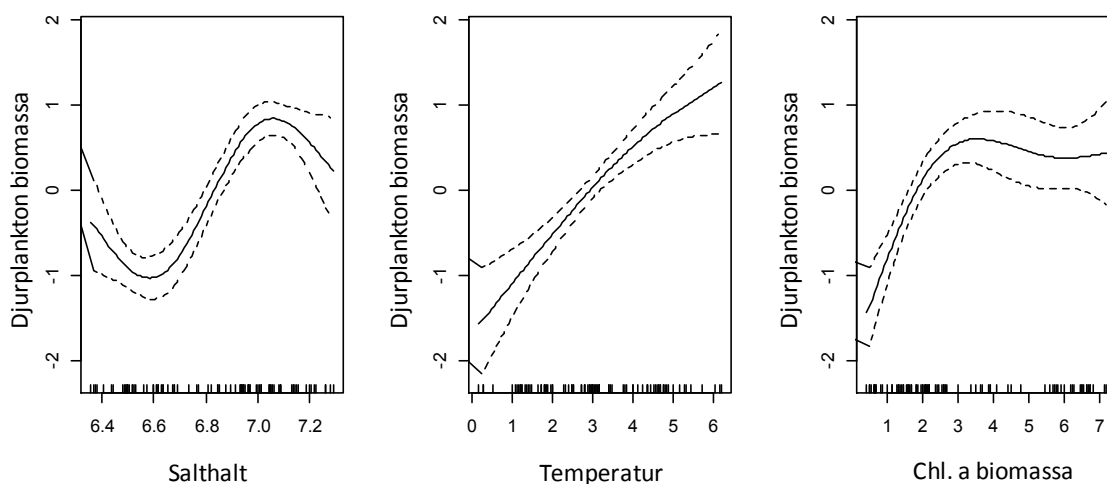 Djurplankton biomassa
2
1
0
-1
-2
6.4 6.6 6.8 7.0 7.2
Salthalt
Djurplankton biomassa
2
1
0
-1
-2
0 1 2 3 4 5 6
Temperatur
Djurplankton biomassa
2
1
0
-1
-2
1 2 3 4 5 6 7
Chl. a biomassa